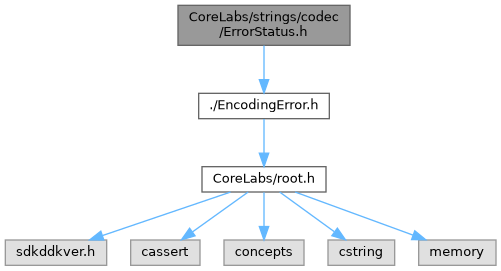 CoreLabs/strings/codec
/ErrorStatus.h
./EncodingError.h
CoreLabs/root.h
sdkddkver.h
cassert
concepts
cstring
memory